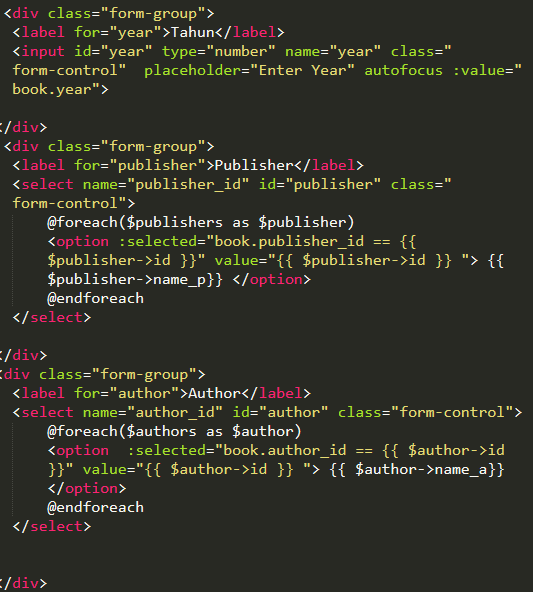 <div class="form-group">
<label for="year">Tahun</label>
<input id="year" type="number" name="year" class="
form-control"  placeholder="Enter Year" autofocus :value="
book.year">
</div>
<div class="form-group">
<label for="publisher">Publisher</label>
<select name="publisher_id" id="publisher" class="
form-control">
@foreach($publishers as $publisher)
<option :selected="book.publisher_id == {{
$publisher->id }}" value="{{ $publisher->id }} "> {{
$publisher->name_p}} </option>
@endforeach
</select>
</div>
<div class="form-group">
<label for="author">Author</label>
<select name="author_id" id="author" class="form-control">
@foreach($authors as $author)
<option  :selected="book.author_id == {{ $author->id
}}" value="{{ $author->id }} "> {{ $author->name_a}}
</option>
@endforeach
</select>
</div>